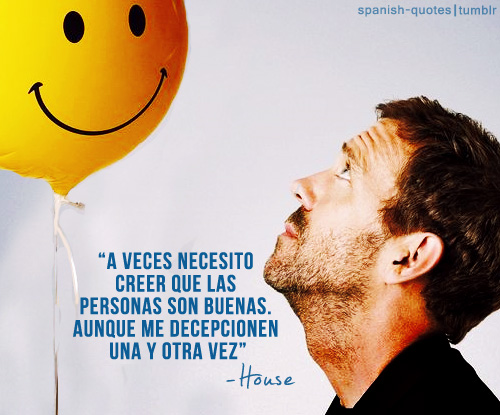 spanish-quotes|tumblr
“A VECES NECESITO
CREER QUE LAS
PERSONAS SON BUENAS.
AUNQUE ME DECEPCIONEN
UNA Y OTRA VEZ”
-House